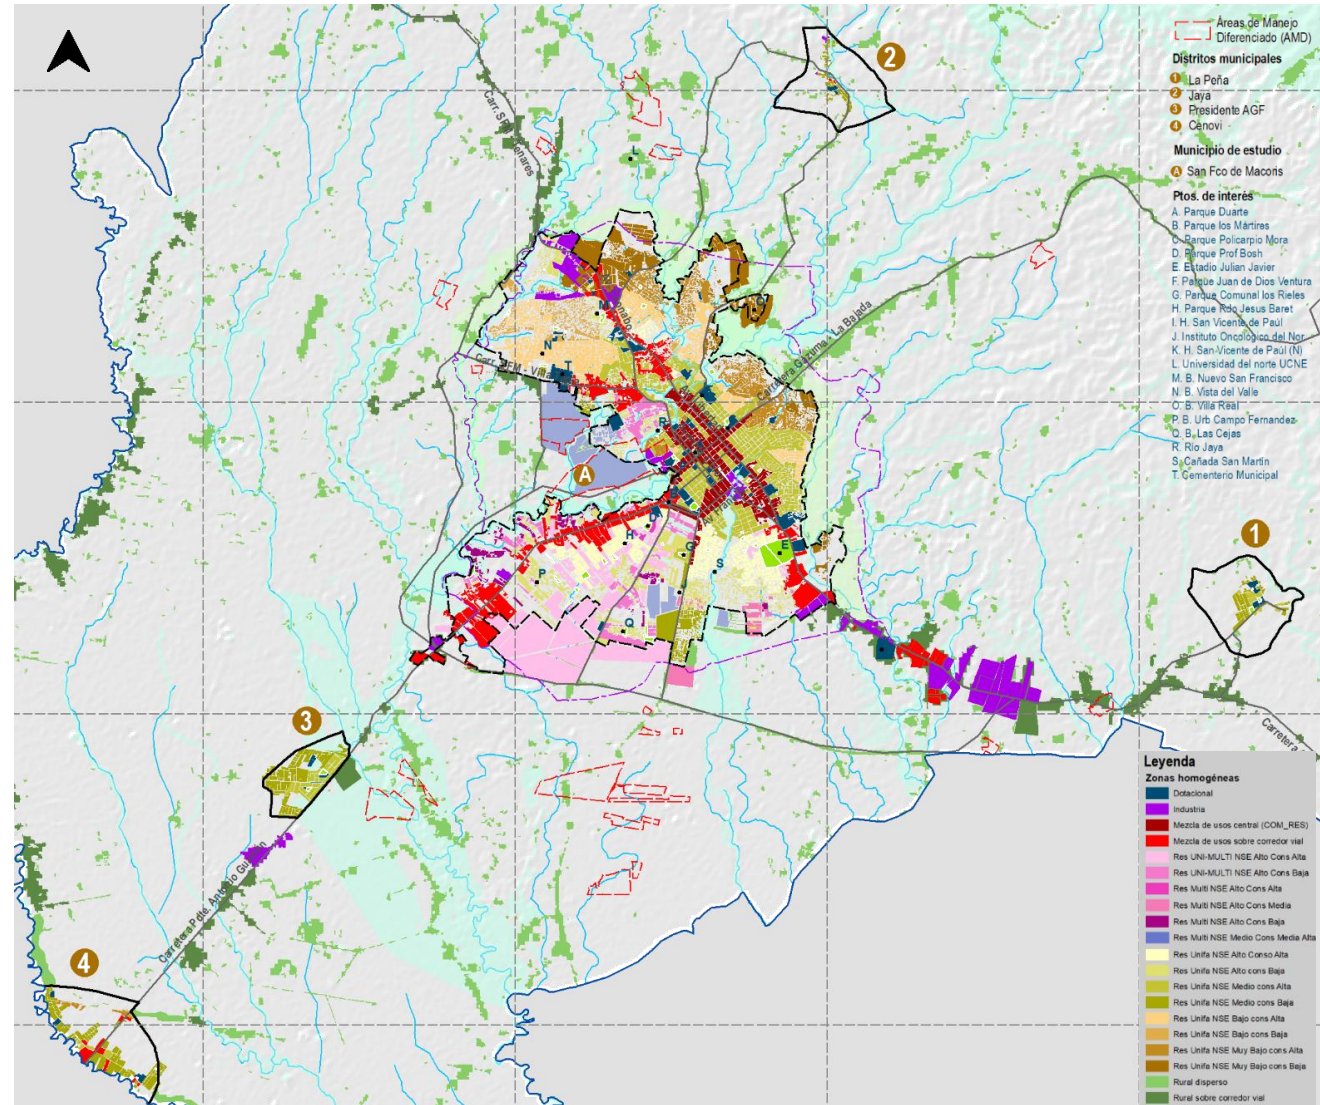 Áreas de Manejo
Diferenciado (AMD)
Distritos municipales
1 La Peña
2 Jaya
3 Presidente AGF
4 Cenovi
Municipio de estudio
A San Fco de Macoris
Ptos. de interés
A. Parque Duarte
B. Parque los Mártires
C. Parque Policarpio Mora
D. Parque Prof Bosh
E. Estadio Julian Javier
F. Parque Juan de Dios Ventura
G. Parque Comunal los Rieles
H. Parque Rdo Jesus Baret
I. H. San Vicente de Paúl
J. Instituto Oncológico del Nor
K. H. San Vicente de Paúl (N)
L. Universidad del norte UCNE
M. B. Nuevo San Francisco
N. B. Vista del Valle
O. B. Villa Real
P. B. Urb Campo Fernandez
Q. B. Las Cejas
R. Río Jaya
S. Cañada San Martin
T. Cementerio Municipal
2
1
3
4
A
L
M
N
T
R
O
D
H
G
E
S
P
Q
Carretera Guzuma - La Bajada
Carretera Pdte. Antonio Guzmán
Carretera
Leyenda
Zonas homogéneas
Dotacional
Industria
Mezcla de usos central (COM_RES)
Mezcla de usos sobre corredor vial
Res UNI-MULTI NSE Alto Cons Alta
Res UNI-MULTI NSE Alto Cons Baja
Res Multi NSE Alto Cons Alta
Res Multi NSE Alto Cons Media
Res Multi NSE Alto Cons Baja
Res Multi NSE Medio Cons Media Alta
Res Unifa NSE Alto Conso Alta
Res Unifa NSE Alto cons Baja
Res Unifa NSE Medio cons Alta
Res Unifa NSE Medio cons Baja
Res Unifa NSE Bajo cons Alta
Res Unifa NSE Bajo cons Baja
Res Unifa NSE Muy Bajo cons Alta
Res Unifa NSE Muy Bajo cons Baja
Rural disperso
Rural sobre corredor vial